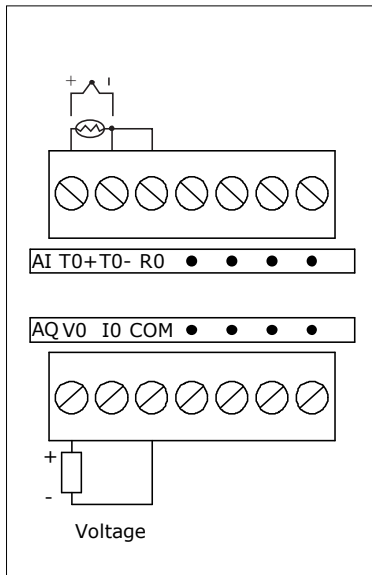 + -
AI T0+ T0- R0 ● ● ● ●
AQ V0 I0 COM ● ● ● ●
+
-
Voltage